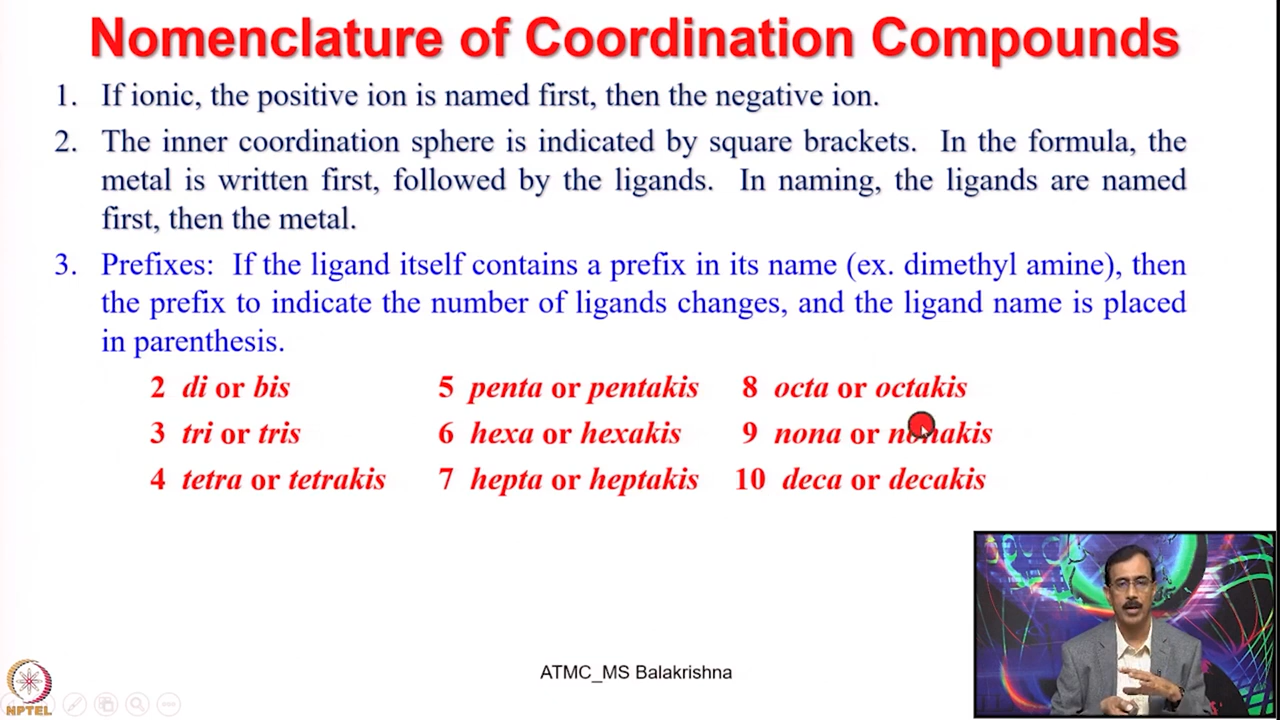 Nomenclature of Coordination Compounds
1. If ionic, the positive ion is named first, then the negative ion.
2. The inner coordination sphere is indicated by square brackets. In the formula, the
metal is written first, followed by the ligands. In naming, the ligands are named
first, then the metal.
3. Prefixes: If the ligand itself contains a prefix in its name (ex. dimethyl amine), then
the prefix to indicate the number of ligands changes, and the ligand name is placed
in parenthesis.
2 di or bis 5 penta or pentakis 8 octa or octakis
3 tri or tris 6 hexa or hexakis 9 nona or nonakis
4 tetra or tetrakis 7 hepta or heptakis 10 deca or decakis
ATMC_MS Balakrishna
NPTEL